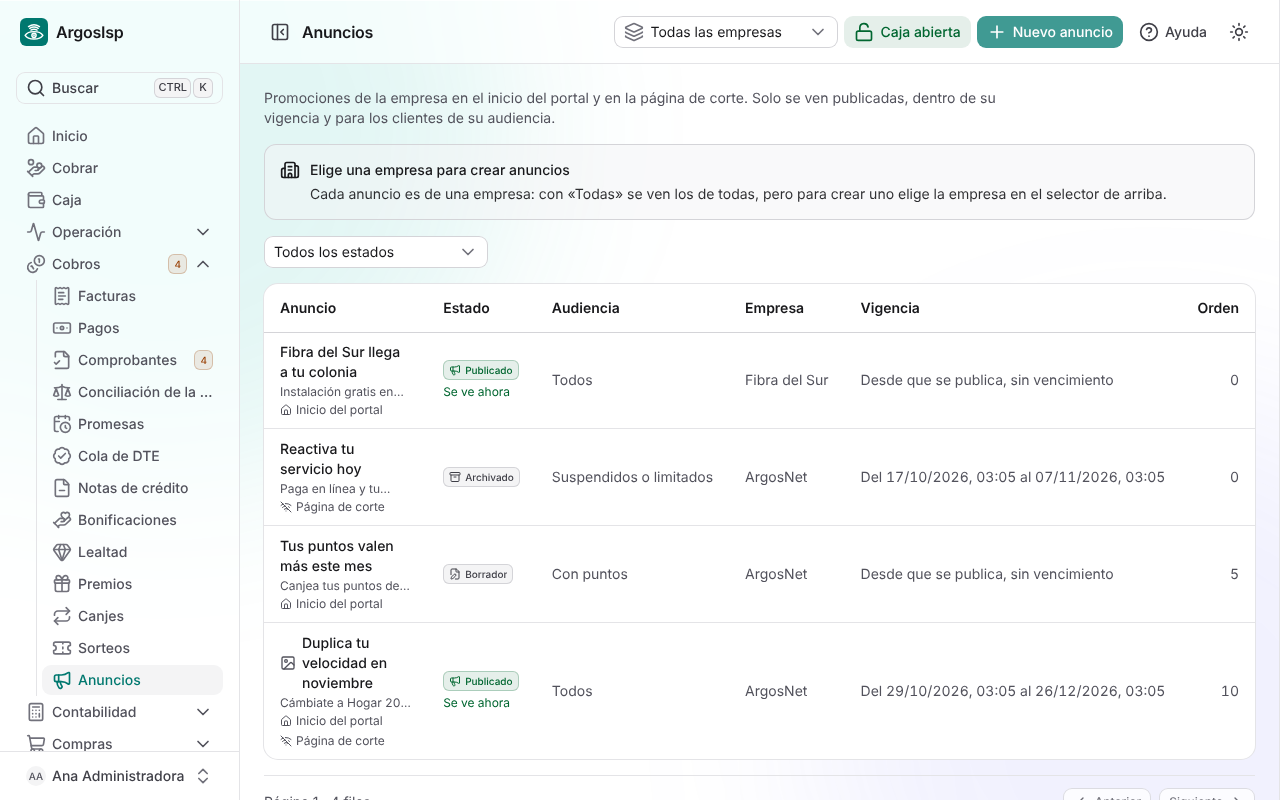 ArgosIsp
Anuncios
Todas las empresas
Caja abierta
Nuevo anuncio
Ayuda
Buscar
CTRL K
Inicio
Cobrar
Caja
Operación
Cobros 4
Facturas
Pagos
Comprobantes 4
Conciliación de la ...
Promesas
Cola de DTE
Notas de crédito
Bonificaciones
Lealtad
Premios
Canjes
Sorteos
Anuncios
Contabilidad
Compras
AA Ana Administradora
Promociones de la empresa en el inicio del portal y en la página de corte. Solo se ven publicadas, dentro de su
vigencia y para los clientes de su audiencia.
Elige una empresa para crear anuncios
Cada anuncio es de una empresa: con «Todas» se ven los de todas, pero para crear uno elige la empresa en el selector de arriba.
Todos los estados
Anuncio Estado Audiencia Empresa Vigencia Orden
Fibra del Sur llega
a tu colonia
Instalación gratis en...
Inicio del portal
Publicado
Se ve ahora
Todos
Fibra del Sur
Desde que se publica, sin vencimiento
0
Reactiva tu
servicio hoy
Paga en línea y tu...
Página de corte
Archivado
Suspendidos o limitados
ArgosNet
Del 17/10/2026, 03:05 al 07/11/2026, 03:05
0
Tus puntos valen
más este mes
Canjea tus puntos de...
Inicio del portal
Borrador
Con puntos
ArgosNet
Desde que se publica, sin vencimiento
5
Duplica tu
velocidad en
noviembre
Cámbiate a Hogar 20...
Inicio del portal
Página de corte
Publicado
Se ve ahora
Todos
ArgosNet
Del 29/10/2026, 03:05 al 26/12/2026, 03:05
10
Página 1 · 4 filas
Anterior
Siguiente